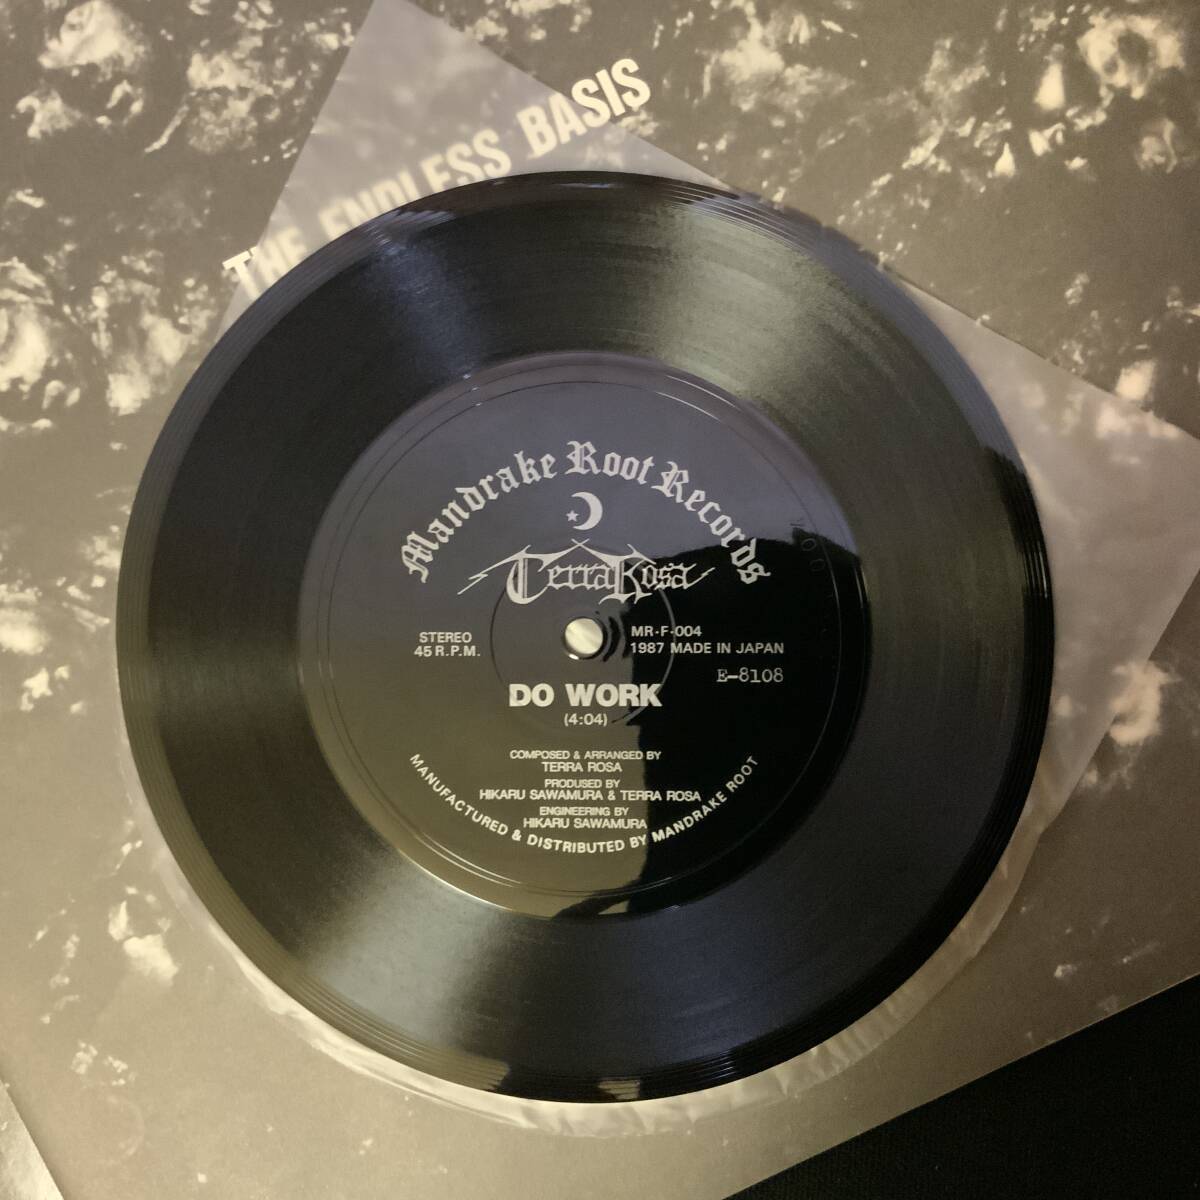 THE ENDLESS BASIS
Mandrake Root Records
Terra Rosa
STEREO
45 R.P.M.
MR-F-004
1987 MADE IN JAPAN
E-8108
DO WORK
(4:04)
COMPOSED & ARRANGED BY
TERRA ROSA
PRODUSED BY
HIKARU SAWAMURA & TERRA ROSA
ENGINEERING BY
HIKARU SAWAMURA
MANUFACTURED & DISTRIBUTED BY MANDRAKE ROOT